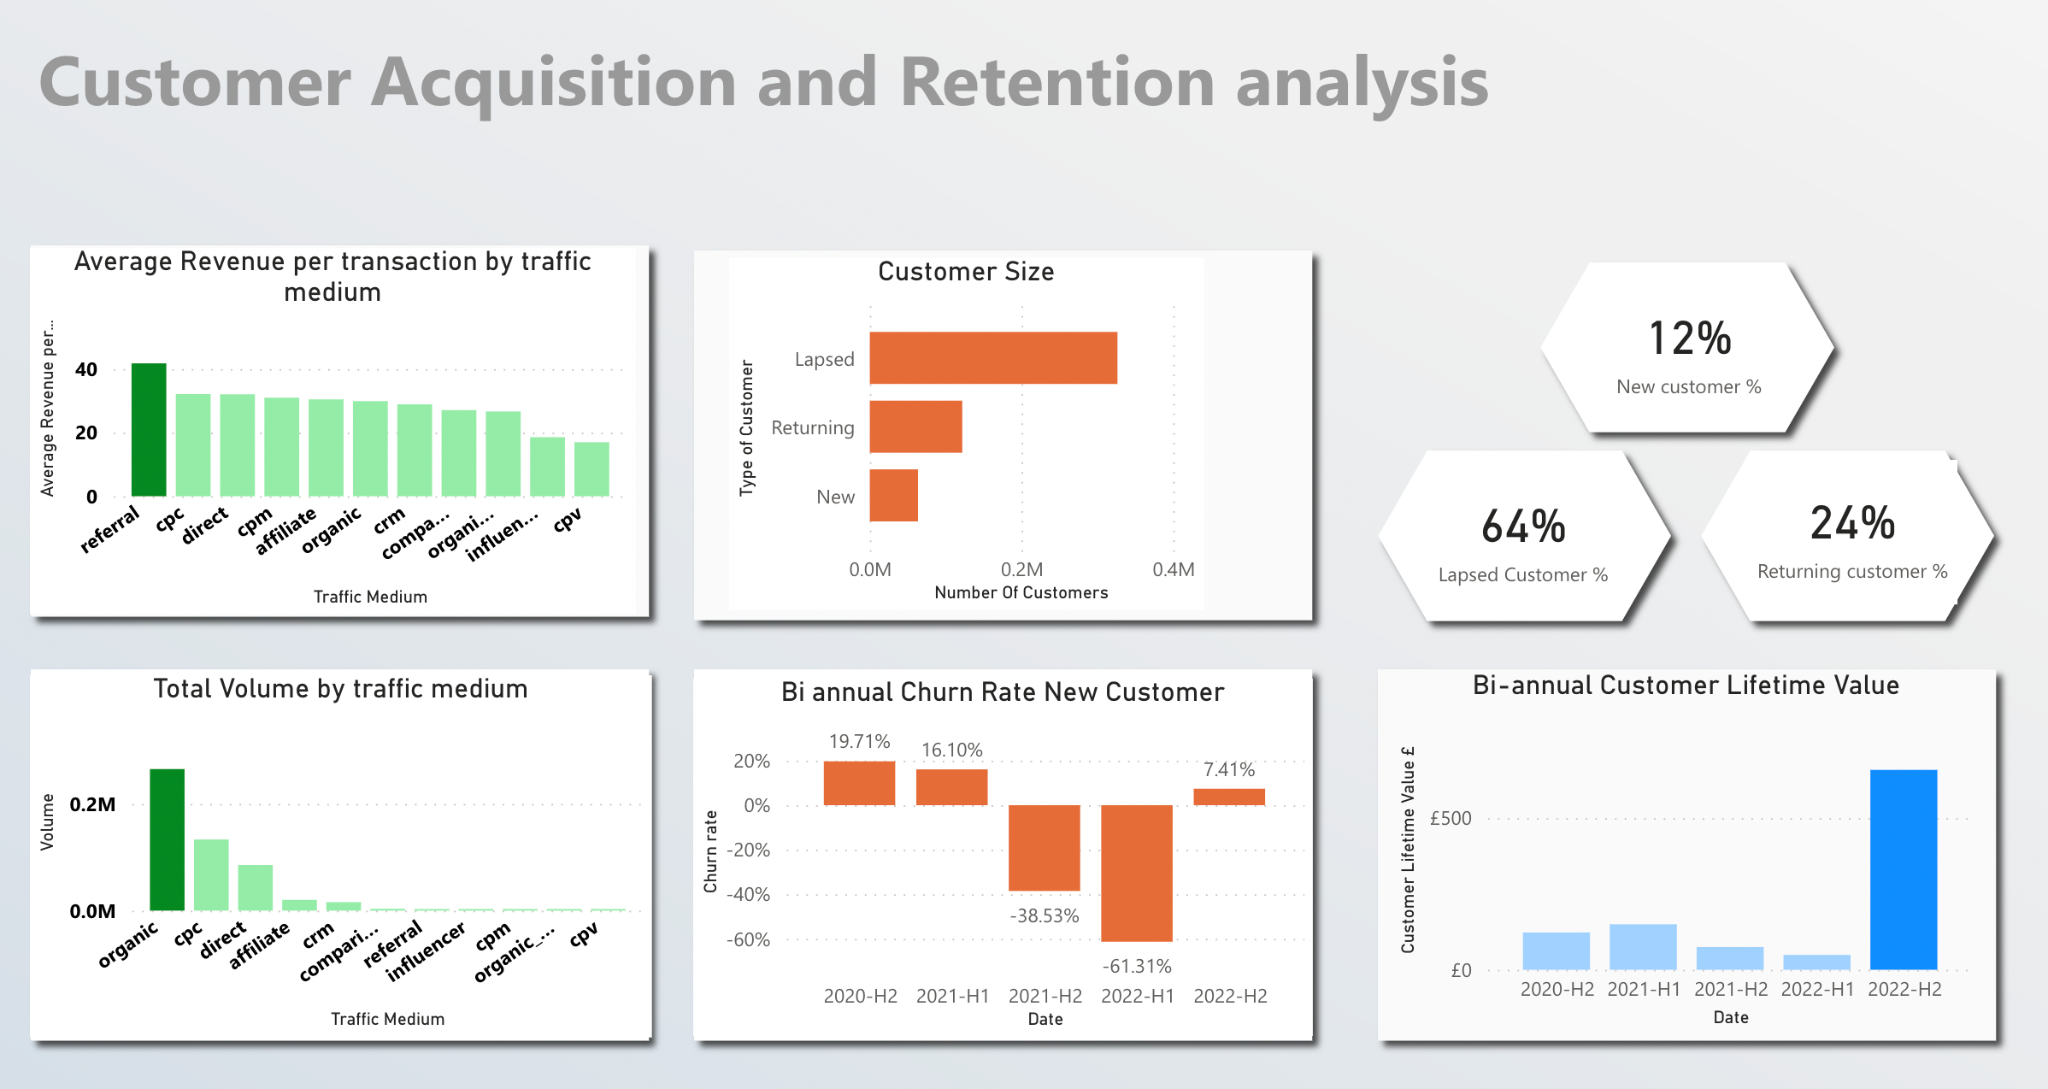 Customer Acquisition and Retention analysis
Average Revenue per transaction by traffic
medium
Average Revenue per...
40
20
0
referral
cpc
direct
cpm
affiliate
organic
crm
compa...
organi...
influen...
cpv
Traffic Medium
Customer Size
Type of Customer
Lapsed
Returning
New
0.0M
0.2M
0.4M
Number Of Customers
12%
New customer %
64%
Lapsed Customer %
24%
Returning customer %
Total Volume by traffic medium
Volume
0.2M
0.0M
organic
cpc
direct
affiliate
crm
compari...
referral
influencer
cpm
organic_...
cpv
Traffic Medium
Bi annual Churn Rate New Customer
Churn rate
20%
0%
-20%
-40%
-60%
19.71%
16.10%
-38.53%
-61.31%
7.41%
2020-H2
2021-H1
2021-H2
2022-H1
2022-H2
Date
Bi-annual Customer Lifetime Value
Customer Lifetime Value £
£500
£0
2020-H2
2021-H1
2021-H2
2022-H1
2022-H2
Date